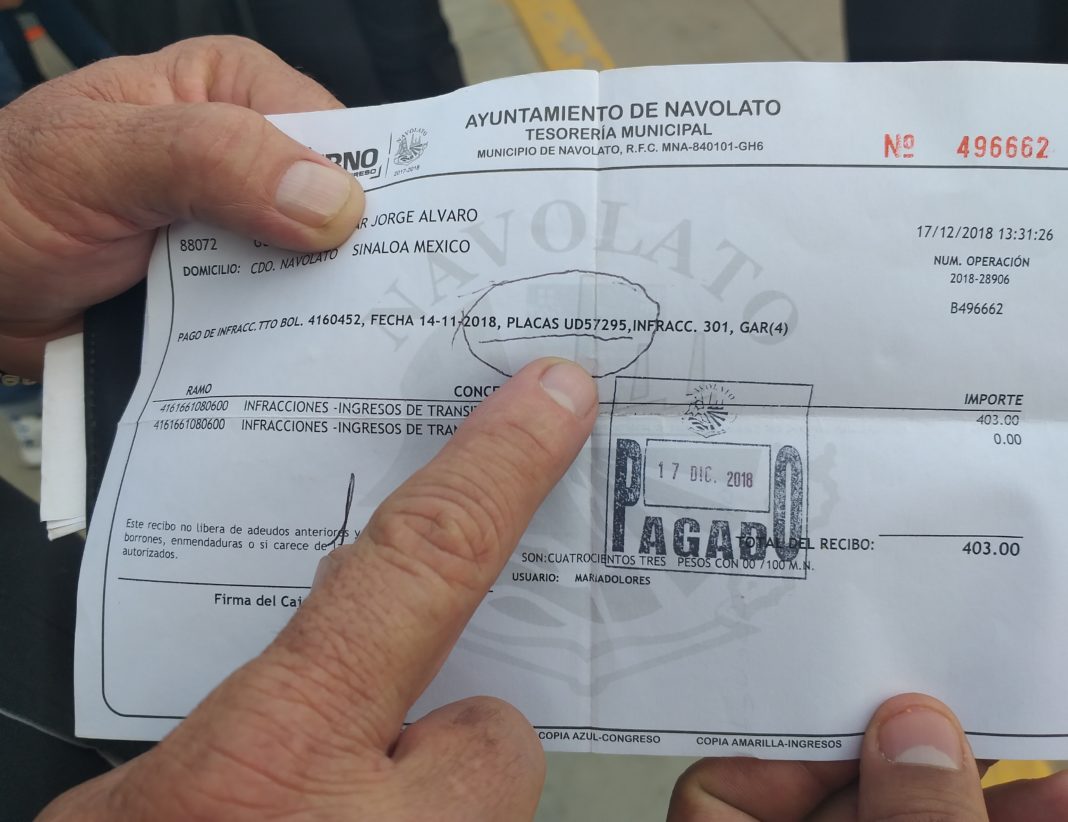 AYUNTAMIENTO DE NAVOLATO
TESORERÍA MUNICIPAL
MUNICIPIO DE NAVOLATO, R.F.C. MNA-840101-GH6
Nº 496662
NAVOLATO
2017-2018
NAVOLATO
JORGE ALVARO
88072
DOMICILIO: CDO. NAVOLATO SINALOA MEXICO
17/12/2018 13:31:26
NUM. OPERACIÓN
2018-28906
B496662
PAGO DE INFRACC.TTO BOL. 4160452, FECHA 14-11-2018, PLACAS UD57295,INFRACC. 301, GAR(4)
RAMO IMPORTE
4161661080600 INFRACCIONES -INGRESOS DE 403.00
4161661080600 INFRACCIONES -INGRESOS DE 0.00
NAVOLATO
17 DIC. 2018
PAGADO
Este recibo no libera de adeudos anteriores y
borrones, enmendaduras o si carece de
autorizados.
TOTAL DEL RECIBO: 403.00
SON:CUATROCIENTOS TRES PESOS CON 00 /100 M.N.
USUARIO: MARIADOLORES
Firma del
COPIA AZUL-CONGRESO COPIA AMARILLA-INGRESOS